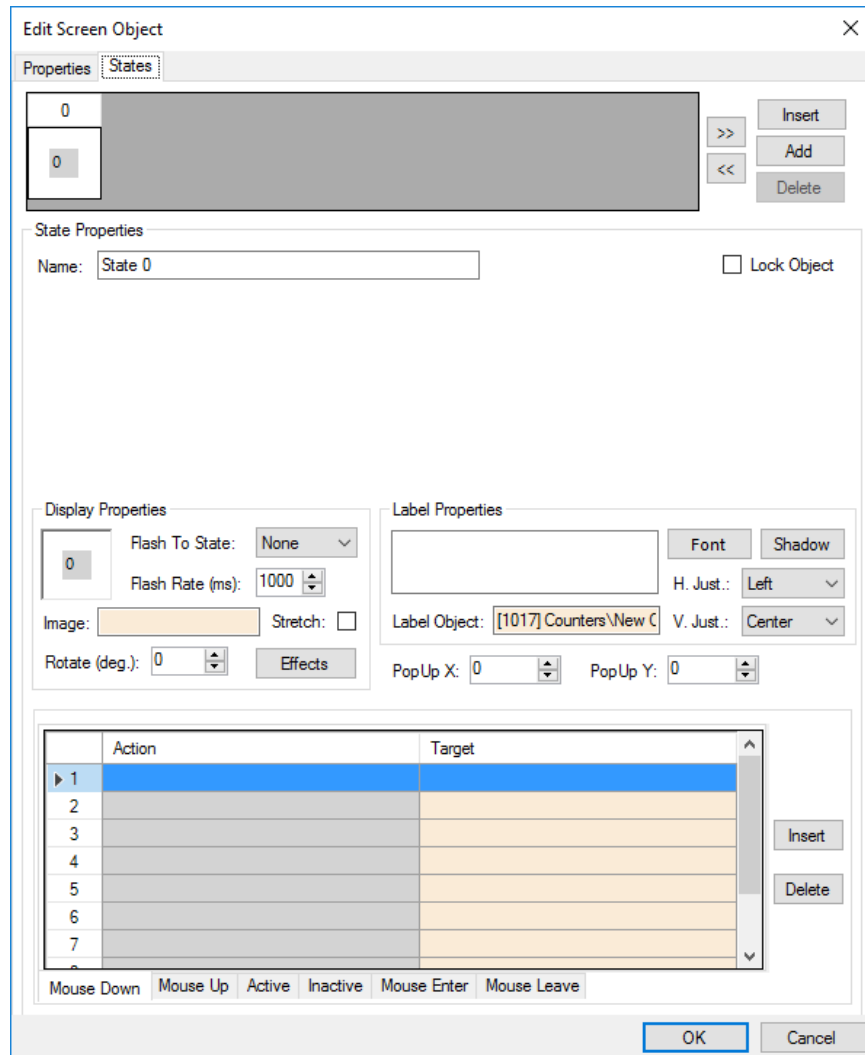 Edit Screen Object
Properties States
0
0
>>
<<
Insert
Add
Delete
State Properties
Name: State 0
Lock Object
Display Properties
0
Flash To State: None
Flash Rate (ms): 1000
Image:
Stretch:
Rotate (deg.): 0
Effects
Label Properties
Font Shadow
H. Just.: Left
Label Object: [1017] Counters\New C
V. Just.: Center
PopUp X: 0
PopUp Y: 0
Action Target
1
2
3
4
5
6
7
Insert
Delete
Mouse Down Mouse Up Active Inactive Mouse Enter Mouse Leave
OK Cancel